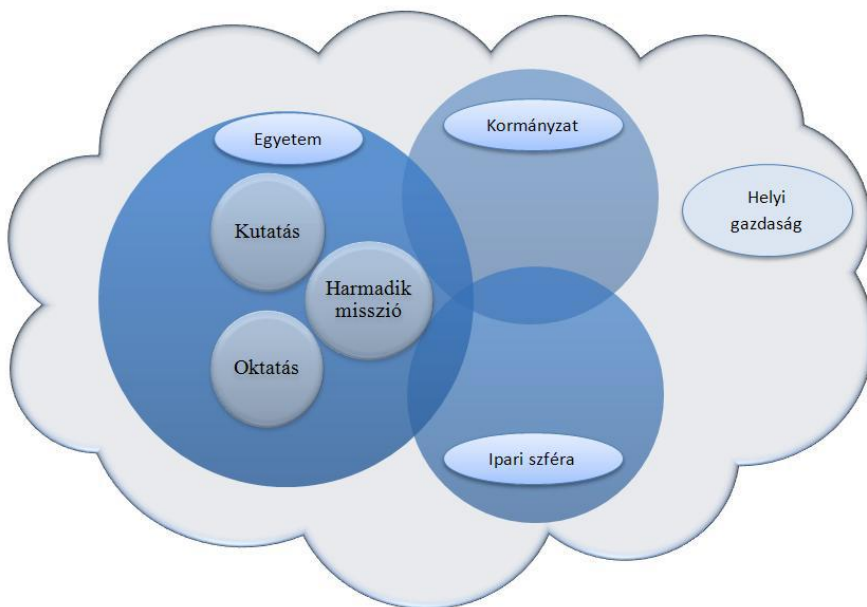 Egyetem
Kormányzat
Kutatás
Helyi
gazdaság
Harmadik
misszió
Oktatás
Ipari szféra